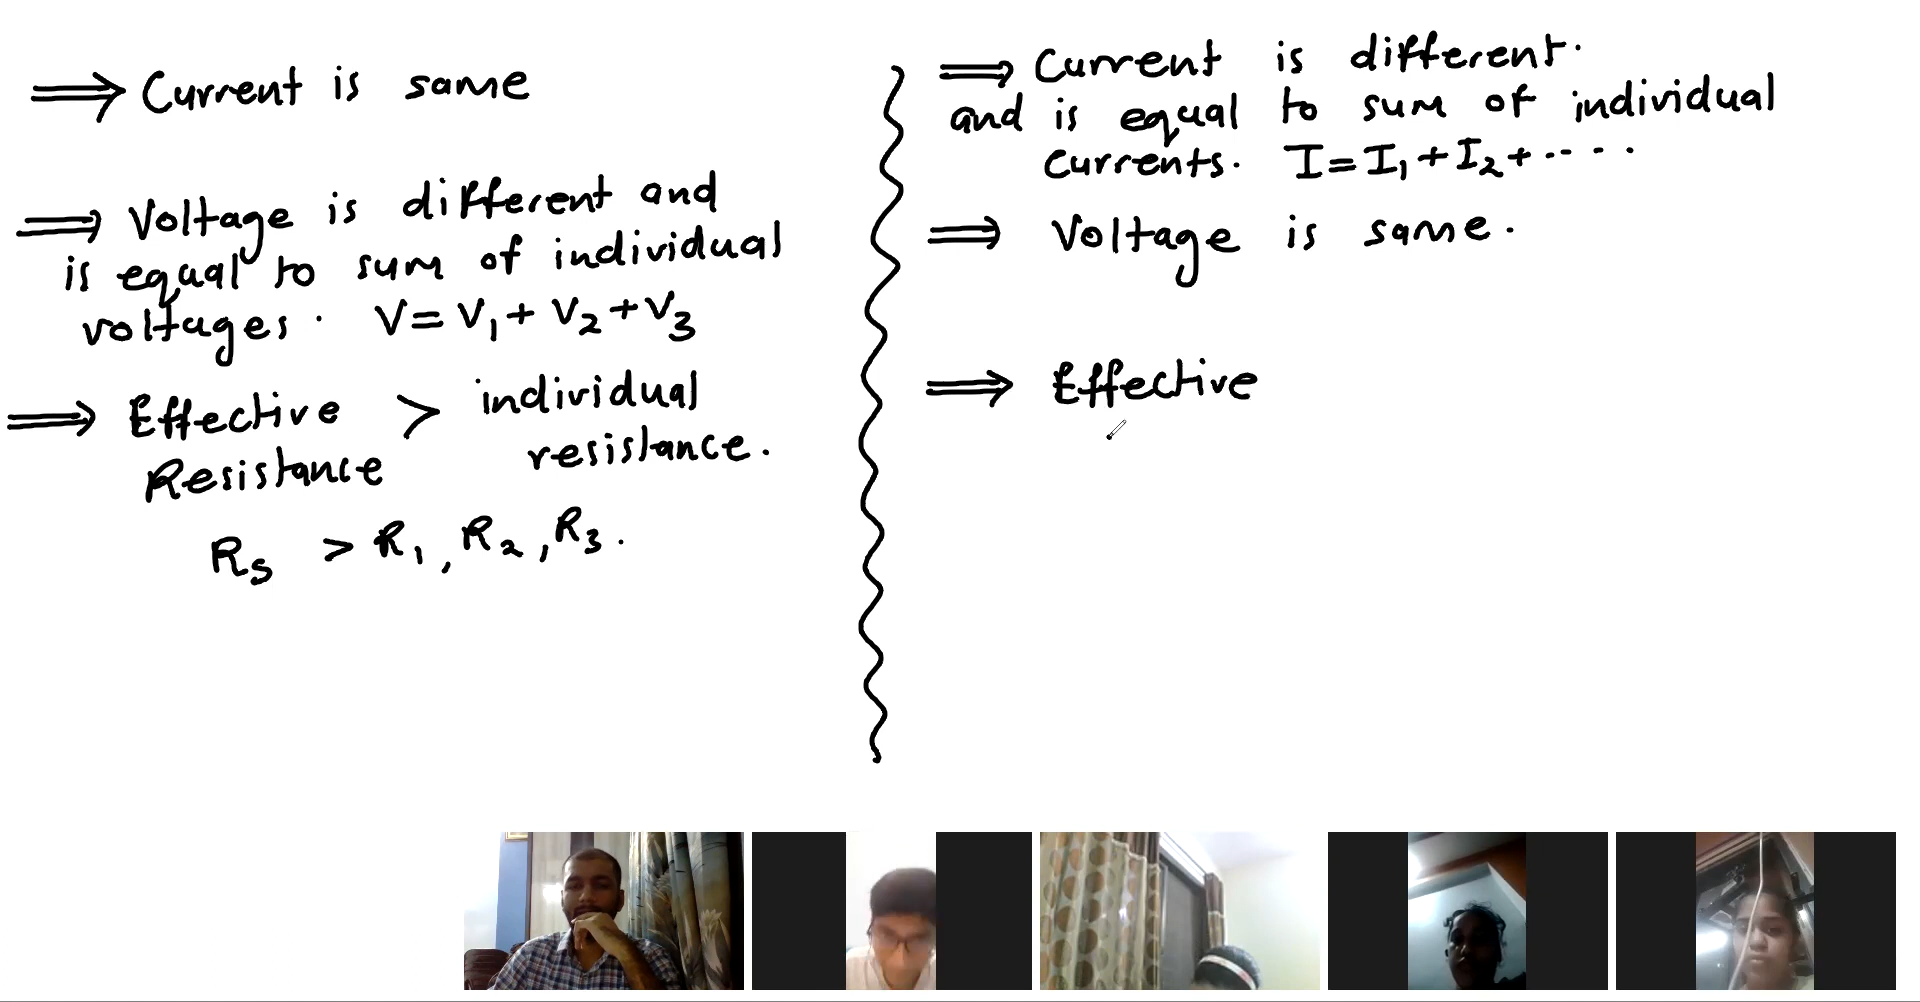 ⟹ Current is same
⟹ Voltage is different and
is equal to sum of individual
voltages. V = V₁ + V₂ + V₃
⟹ Effective > individual
Resistance resistance.
R_S > R₁, R₂, R₃.
⟹ Current is different.
and is equal to sum of individual
currents. I = I₁ + I₂ + ·····
⟹ Voltage is same.
⟹ Effective